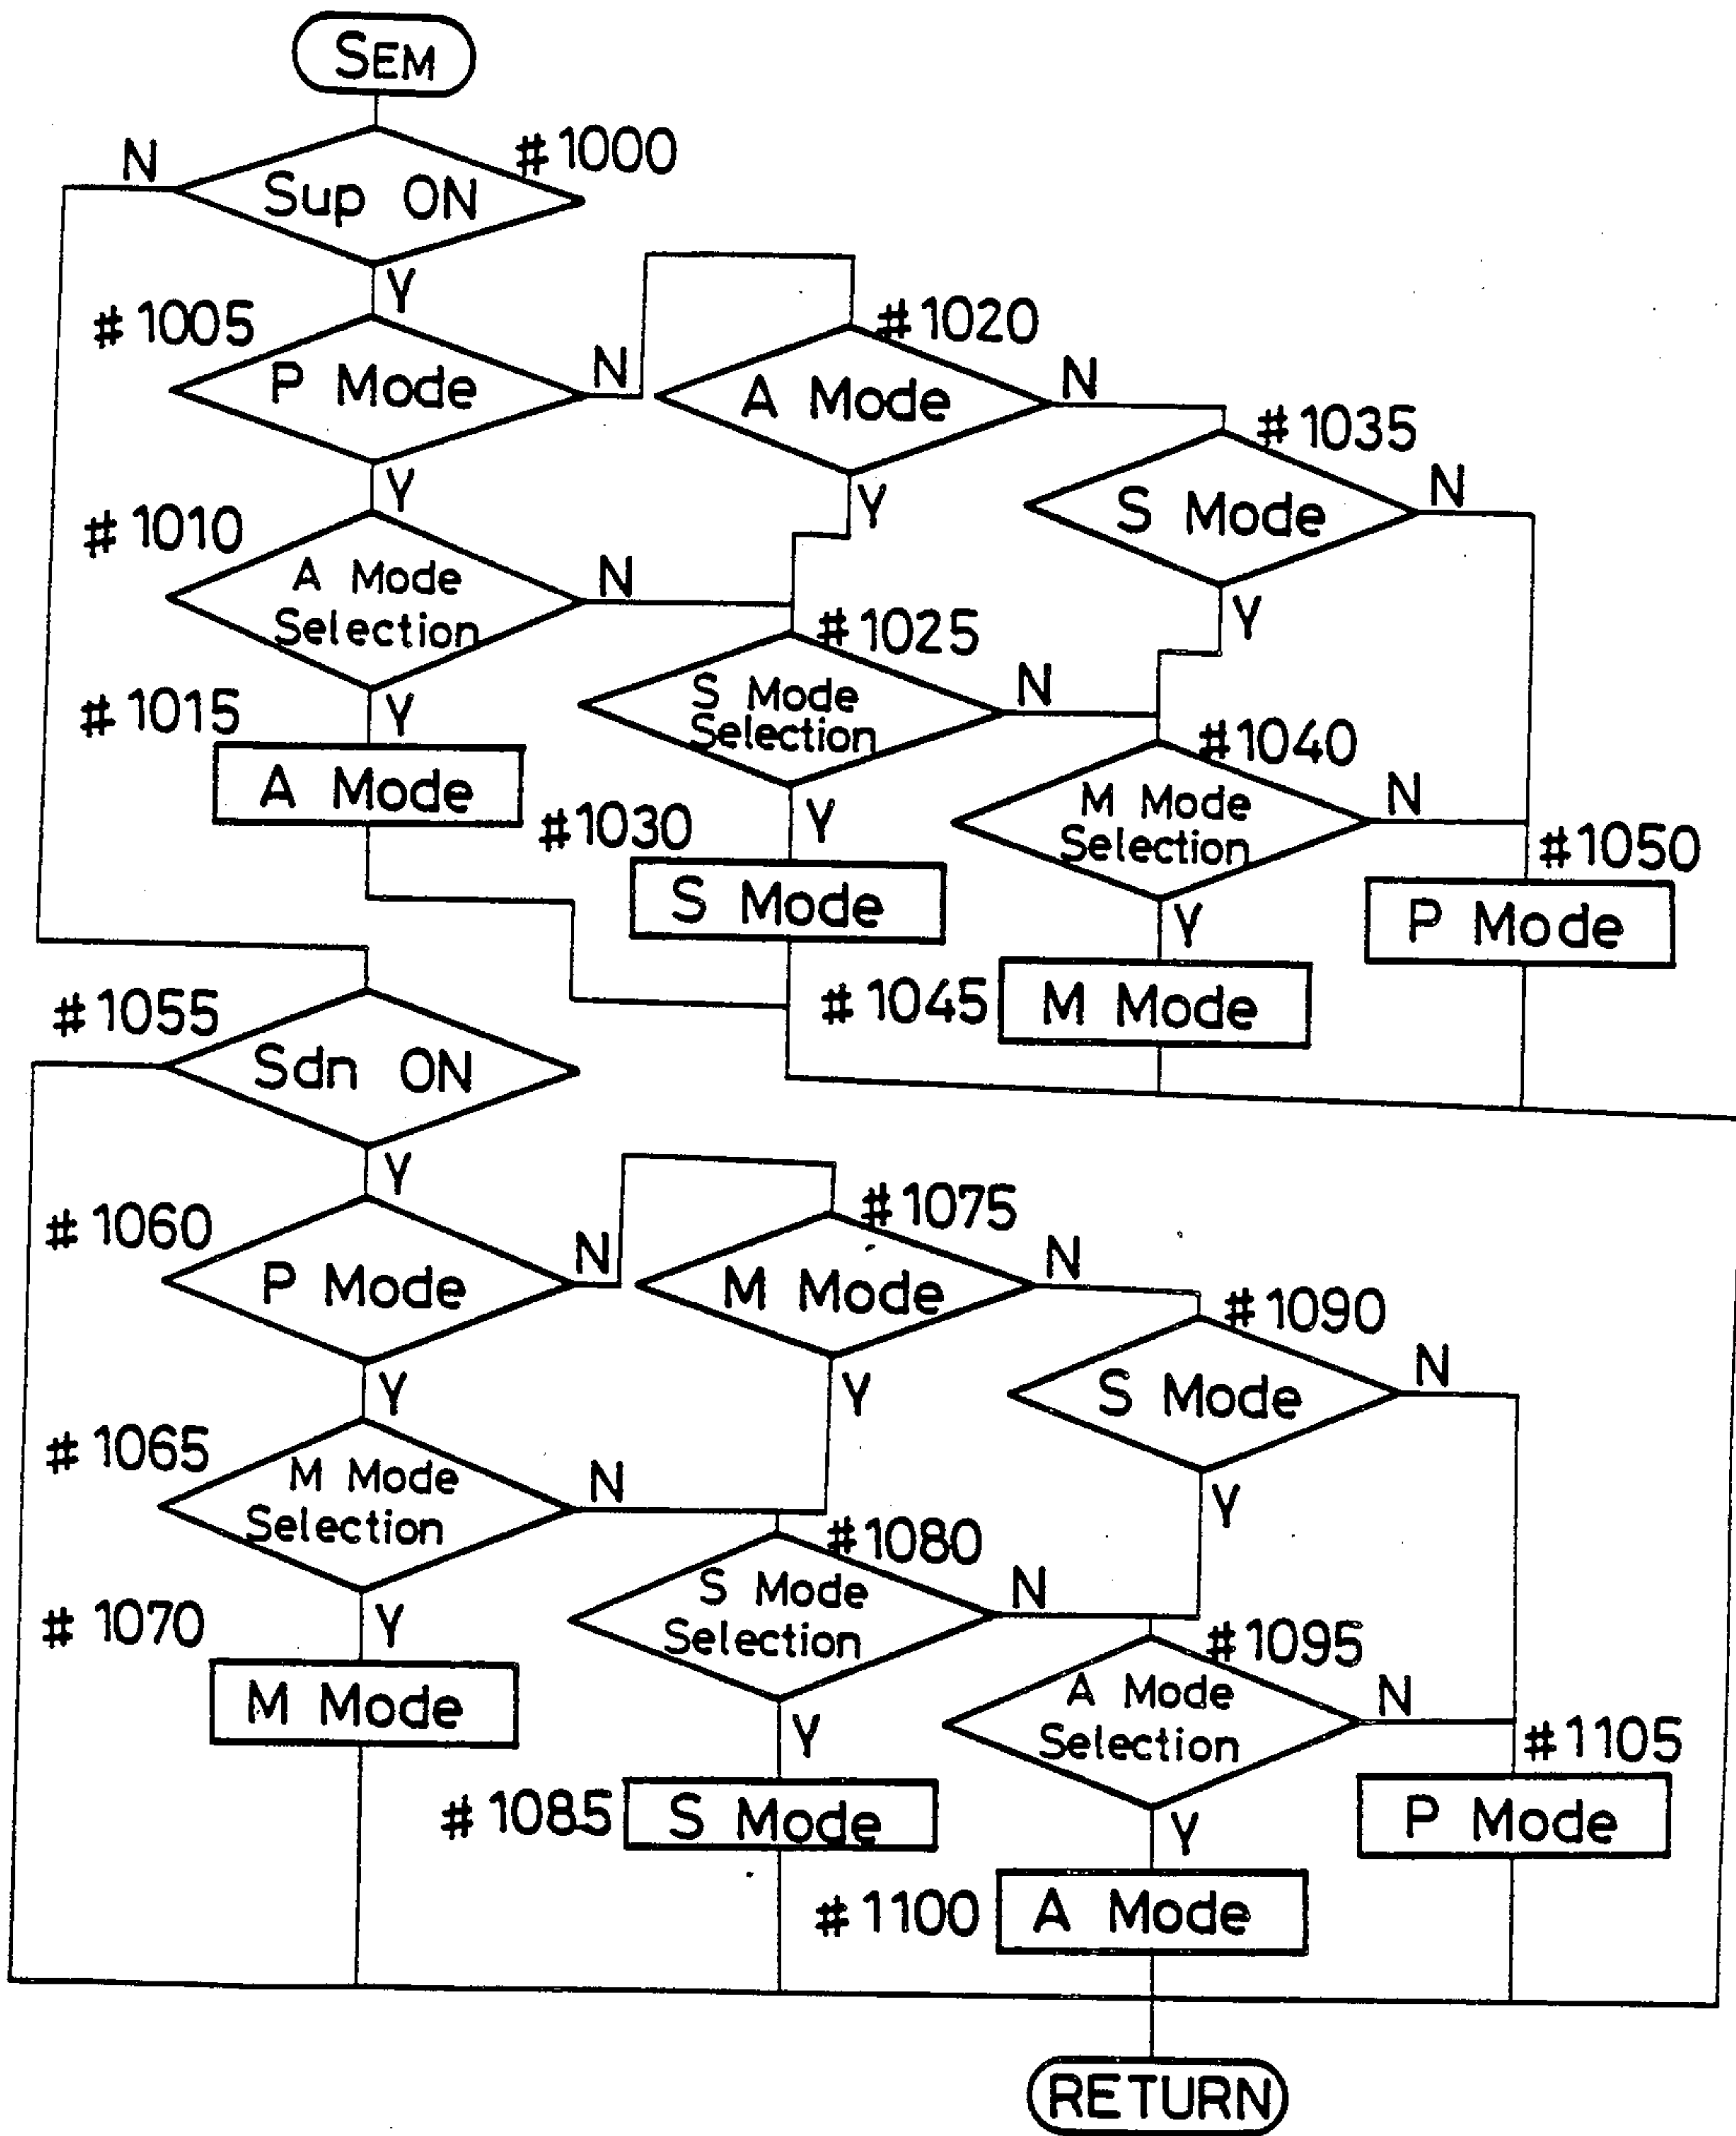 SEM
N
#1000
Sup ON
Y
#1005
P Mode
N
#1020
A Mode
N
#1035
S Mode
N
Y
#1010
A Mode
Selection
N
Y
Y
#1025
S Mode
Selection
N
#1015
Y
A Mode
#1040
M Mode
Selection
N
#1030
Y
S Mode
#1050
P Mode
Y
#1045
M Mode
#1055
Sdn ON
Y
#1060
P Mode
N
#1075
M Mode
N
#1090
S Mode
N
Y
Y
#1065
M Mode
Selection
N
Y
#1080
S Mode
Selection
N
#1070
Y
M Mode
#1095
A Mode
Selection
N
Y
#1085
S Mode
#1105
P Mode
Y
#1100
A Mode
RETURN